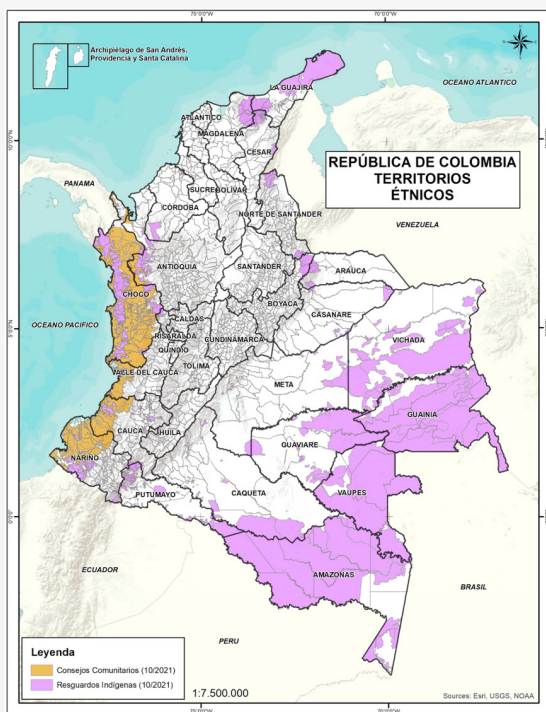 Archipiélago de San Andrés,
Providencia y Santa Catalina
75°0'0"W
70°0'0"W
OCEANO ATLANTICO
LA GUAJIRA
ATLANTICO
MAGDALENA
CESAR
REPÚBLICA DE COLOMBIA
TERRITORIOS
ÉTNICOS
PANAMA
SUCRE
BOLÍVAR
CÓRDOBA
NORTE DE SANTANDER
VENEZUELA
ANTIOQUIA
SANTANDER
ARAUCA
CHOCO
BOYACA
CASANARE
OCEANO PACIFICO
CALDAS
RISARALDA
CUNDINAMARCA
VICHADA
QUINDIO
VALLE DEL CAUCA
TOLIMA
META
GUAINIA
CAUCA
HUILA
GUAVIARE
NARIÑO
VAUPES
PUTUMAYO
CAQUETA
AMAZONAS
ECUADOR
BRASIL
PERU
Leyenda
Consejos Comunitarios (10/2021)
Resguardos Indígenas (10/2021)
1:7.500.000
Sources: Esri, USGS, NOAA